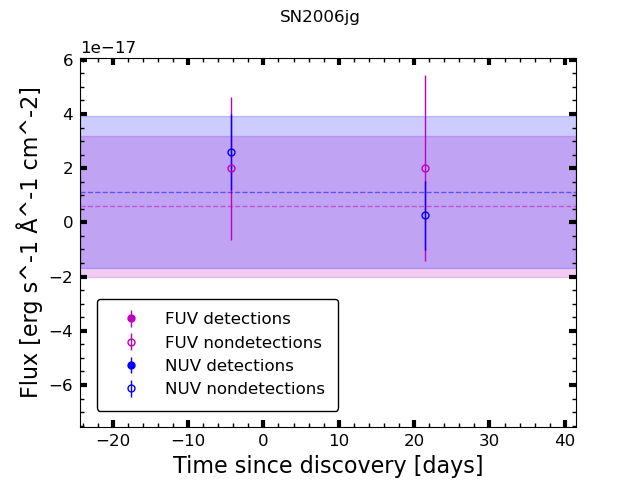 SN2006jg
1e−17
6
4
2
0
−2
−4
−6
Flux [erg s^-1 Å^-1 cm^-2]
FUV detections
FUV nondetections
NUV detections
NUV nondetections
−20 −10 0 10 20 30 40
Time since discovery [days]